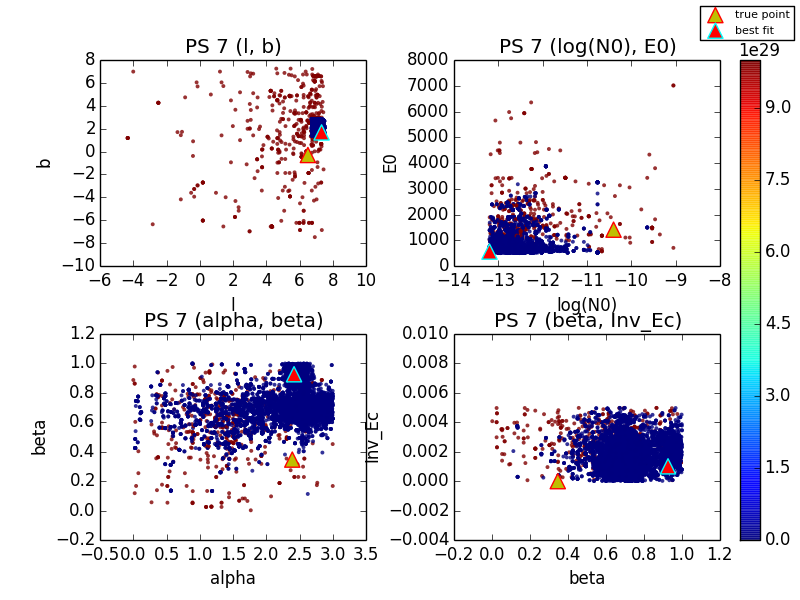 true point
best fit
PS 7 (l, b)
PS 7 (log(N0), E0)
1e29
8
6
4
2
0
−2
−4
−6
−8
−10
b
−6 −4 −2 0 2 4 6 8 10
l
8000
7000
6000
5000
4000
3000
2000
1000
0
E0
−14 −13 −12 −11 −10 −9 −8
log(N0)
9.0
7.5
6.0
4.5
3.0
1.5
0.0
PS 7 (alpha, beta)
PS 7 (beta, Inv_Ec)
1.2
1.0
0.8
0.6
0.4
0.2
0.0
−0.2
beta
−0.5 0.0 0.5 1.0 1.5 2.0 2.5 3.0 3.5
alpha
0.010
0.008
0.006
0.004
0.002
0.000
−0.002
−0.004
Inv_Ec
−0.2 0.0 0.2 0.4 0.6 0.8 1.0 1.2
beta